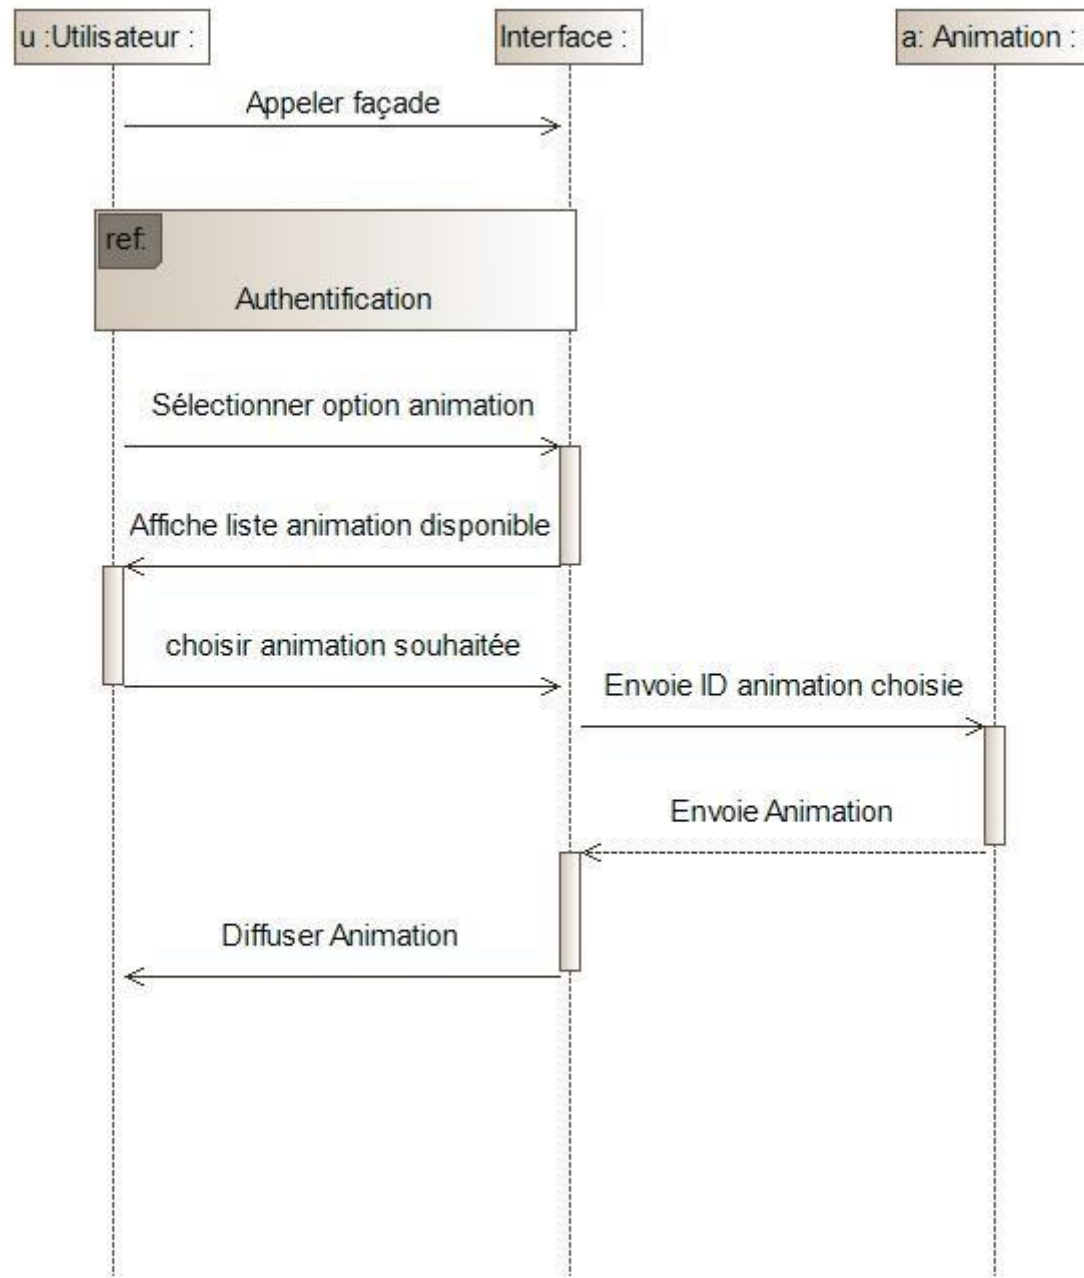 u :Utilisateur :
Interface :
a: Animation :
Appeler façade
ref:
Authentification
Sélectionner option animation
Affiche liste animation disponible
choisir animation souhaitée
Envoie ID animation choisie
Envoie Animation
Diffuser Animation